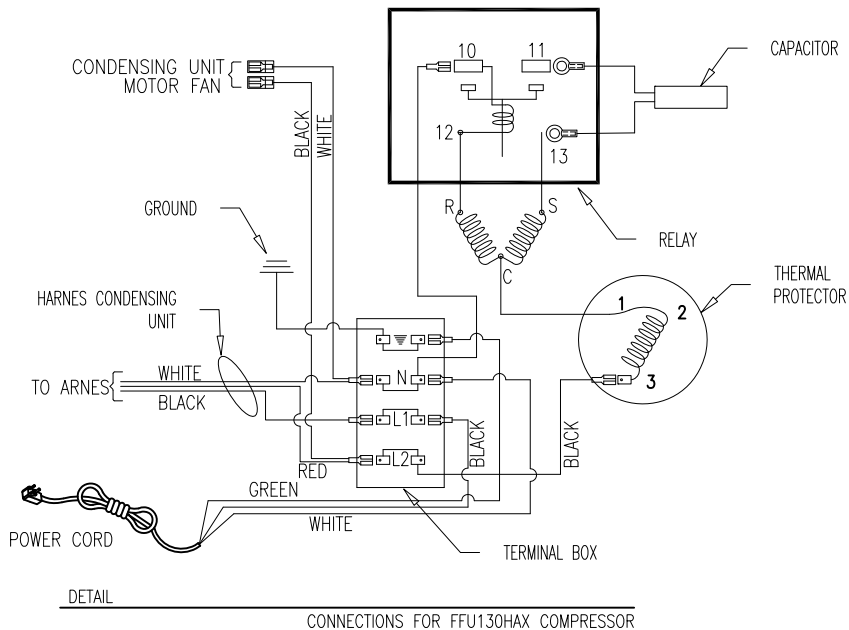 CAPACITOR
10
11
CONDENSING UNIT
MOTOR FAN
BLACK
WHITE
12
13
R
S
GROUND
RELAY
C
THERMAL
PROTECTOR
HARNES CONDENSING
UNIT
1
2
3
WHITE
N
TO ARNES
BLACK
L1
BLACK
BLACK
L2
RED
GREEN
WHITE
POWER CORD
TERMINAL BOX
DETAIL
CONNECTIONS FOR FFU130HAX COMPRESSOR